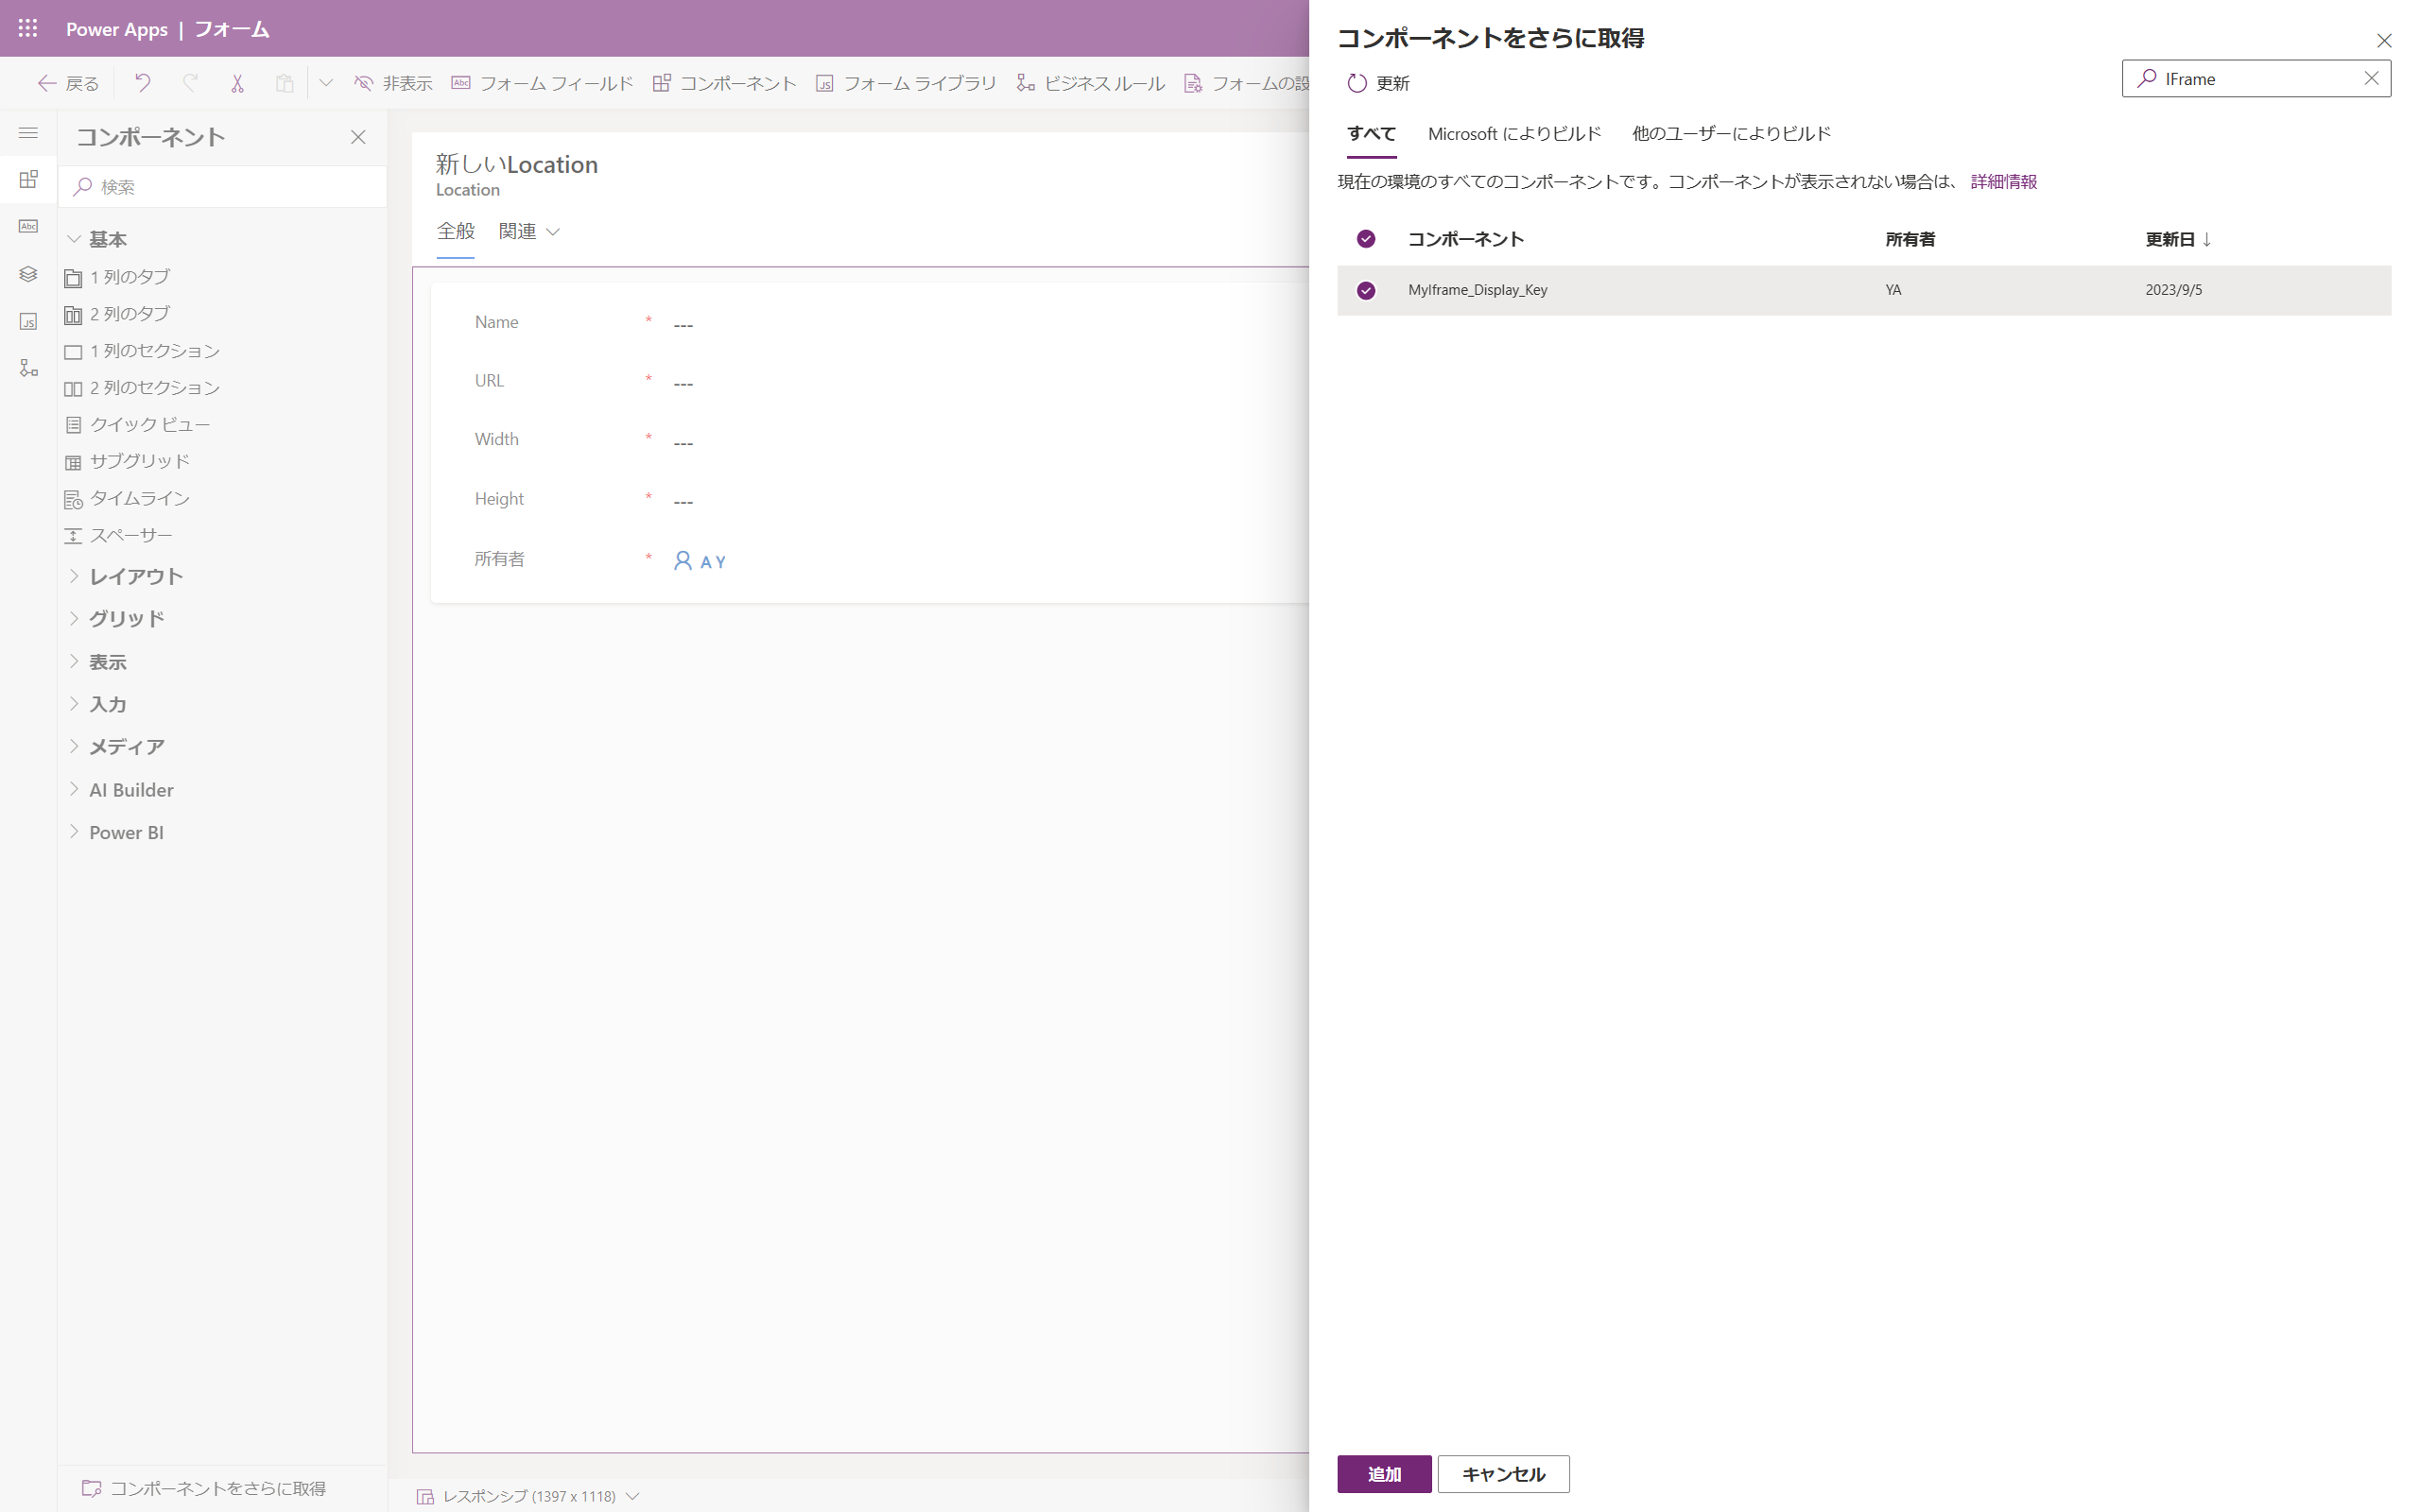 Power Apps | フォーム
戻る
非表示
Abc フォーム フィールド
コンポーネント
JS フォーム ライブラリ
ビジネス ルール
フォームの設
コンポーネント
検索
Abc
JS
基本
1 列のタブ
2 列のタブ
1 列のセクション
2 列のセクション
クイック ビュー
サブグリッド
タイムライン
スペーサー
レイアウト
グリッド
表示
入力
メディア
AI Builder
Power BI
コンポーネントをさらに取得
新しいLocation
Location
全般 関連
Name * ---
URL * ---
Width * ---
Height * ---
所有者 * A Y
レスポンシブ (1397 x 1118)
コンポーネントをさらに取得
更新
IFrame
すべて Microsoft によりビルド 他のユーザーによりビルド
現在の環境のすべてのコンポーネントです。コンポーネントが表示されない場合は、 詳細情報
コンポーネント 所有者 更新日 ↓
MyIframe_Display_Key YA 2023/9/5
追加 キャンセル